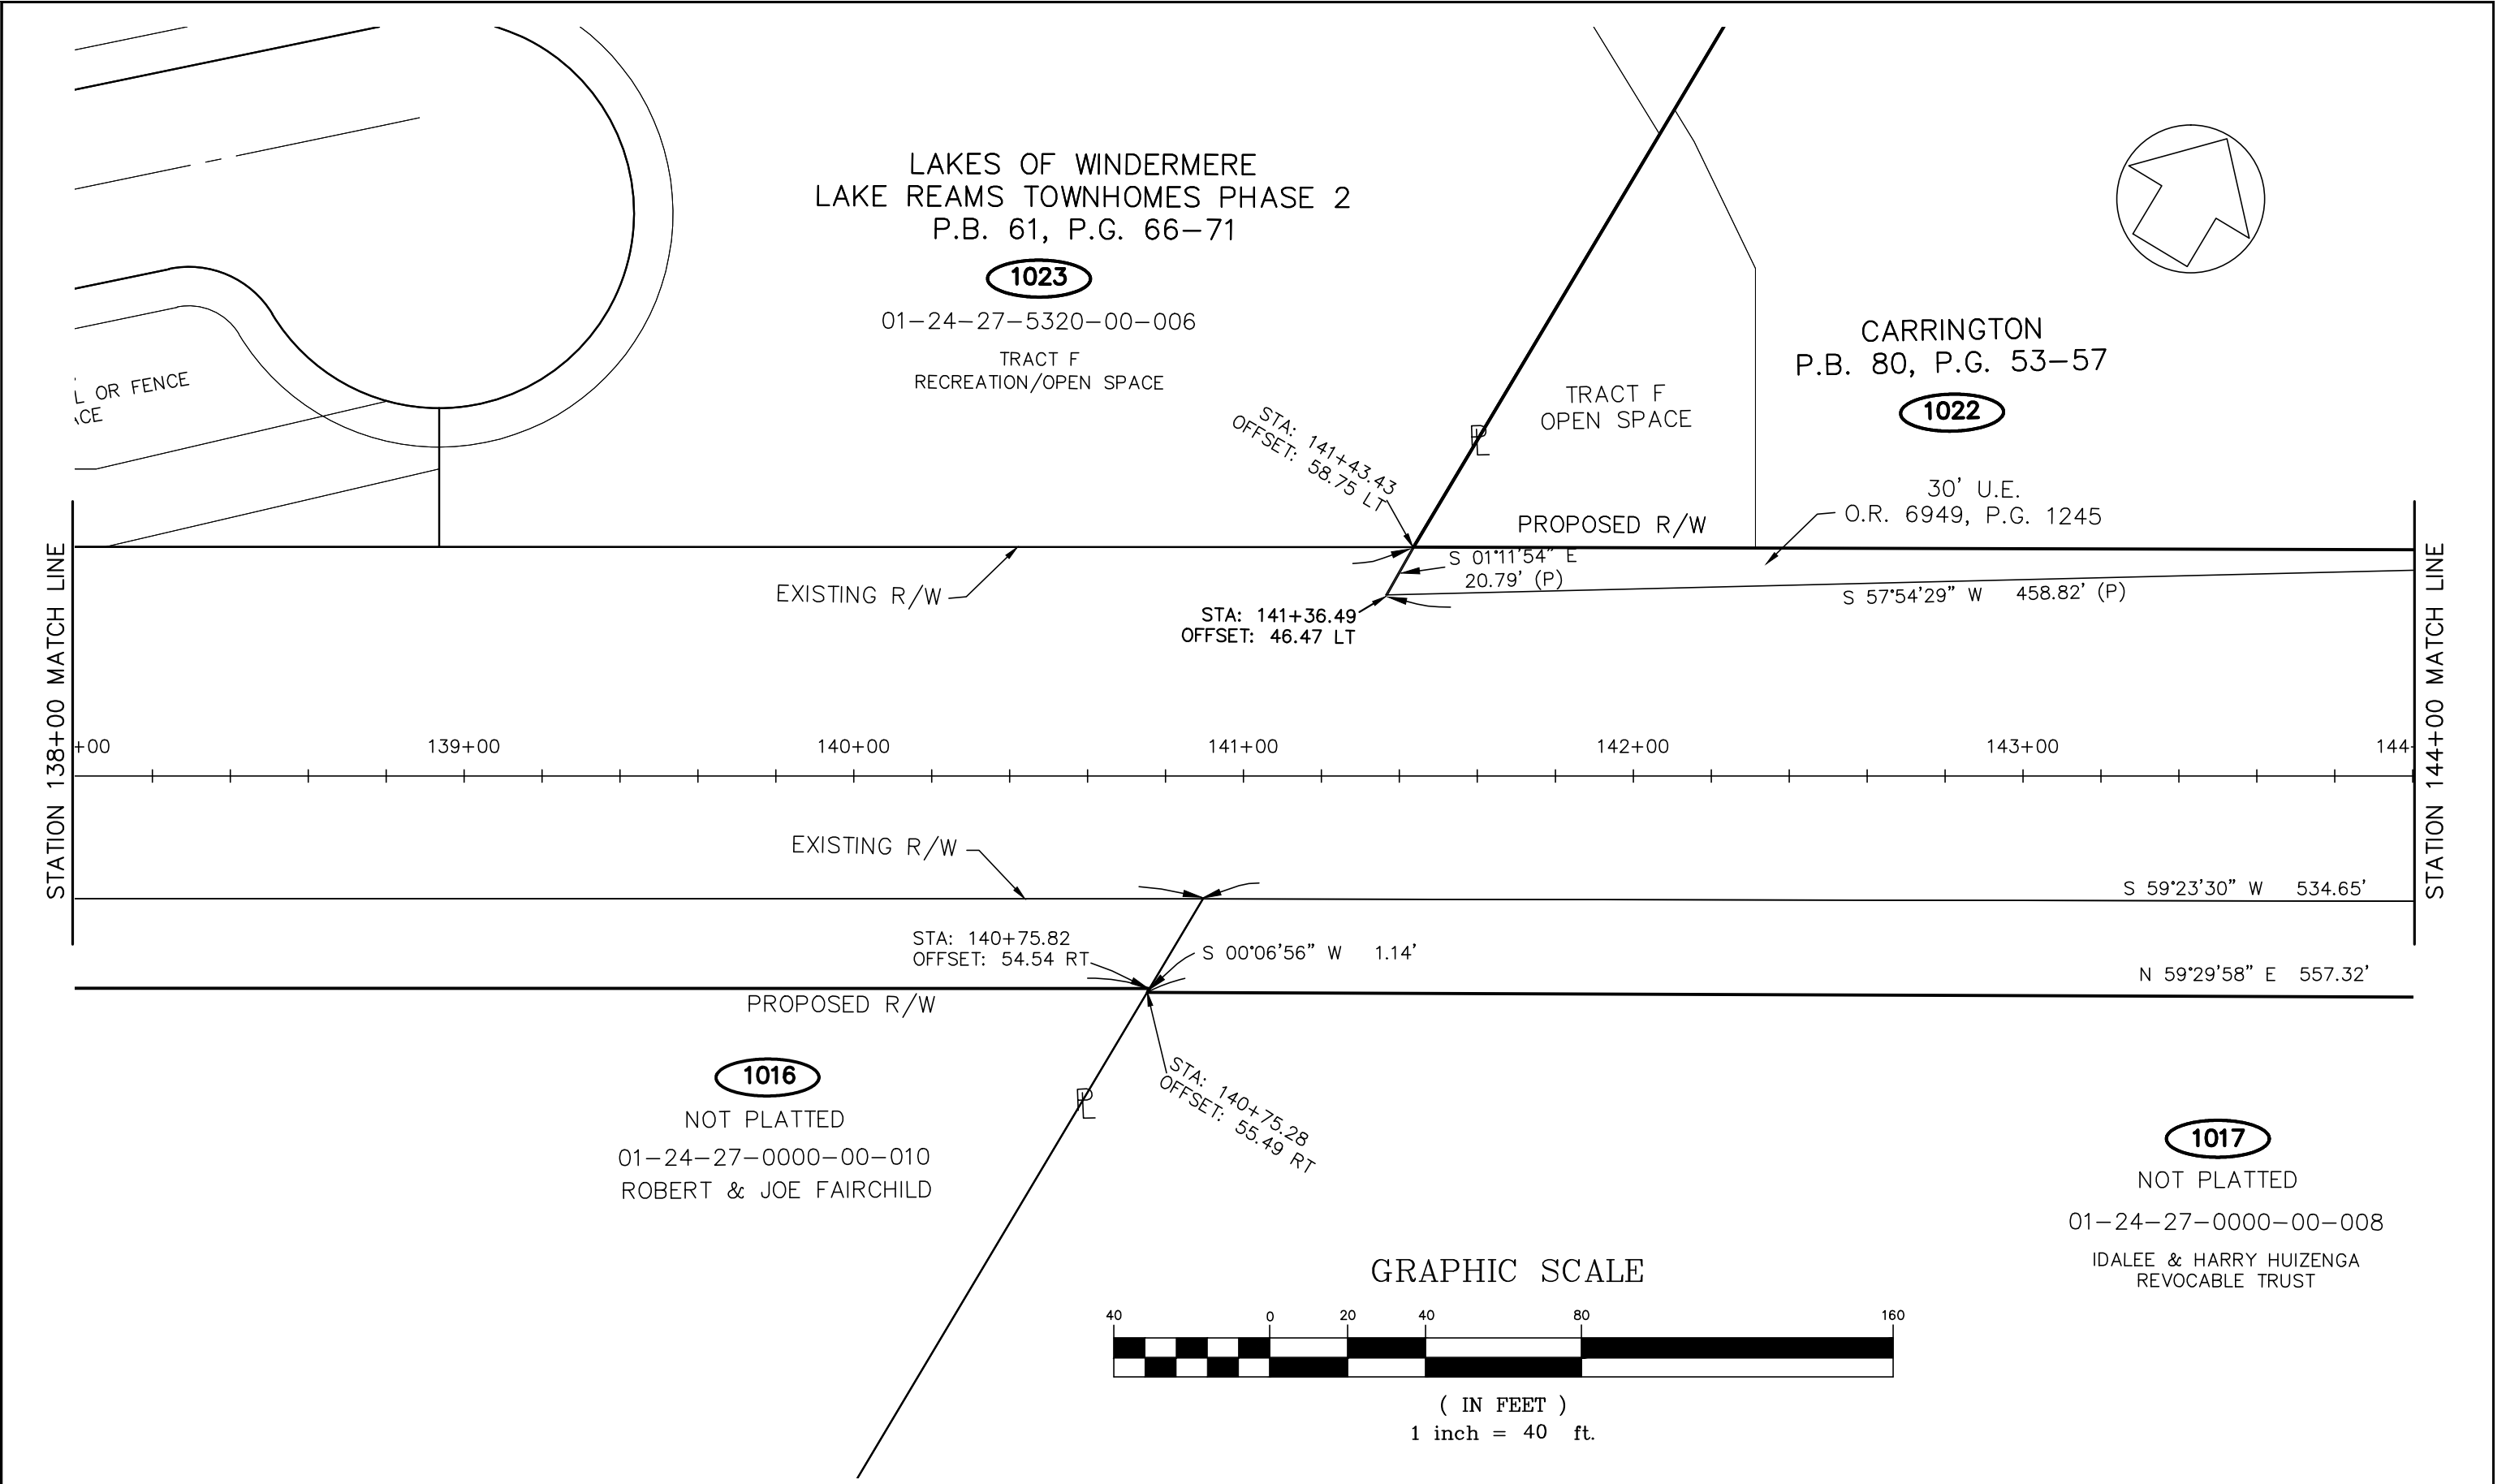 LAKES OF WINDERMERE
LAKE REAMS TOWNHOMES PHASE 2
P.B. 61, P.G. 66-71
1023
01-24-27-5320-00-006
TRACT F
RECREATION/OPEN SPACE
L OR FENCE
CARRINGTON
P.B. 80, P.G. 53-57
1022
TRACT F
OPEN SPACE
PL
STA: 141+43.43
OFFSET: 58.75 LT
30' U.E.
O.R. 6949, P.G. 1245
PROPOSED R/W
S 01°11'54" E
20.79' (P)
EXISTING R/W
S 57°54'29" W 458.82' (P)
STA: 141+36.49
OFFSET: 46.47 LT
STATION 138+00 MATCH LINE
STATION 144+00 MATCH LINE
+00
139+00
140+00
141+00
142+00
143+00
144
EXISTING R/W
S 59°23'30" W 534.65'
STA: 140+75.82
OFFSET: 54.54 RT
S 00°06'56" W 1.14'
N 59°29'58" E 557.32'
PROPOSED R/W
1016
NOT PLATTED
01-24-27-0000-00-010
ROBERT & JOE FAIRCHILD
PL
STA: 140+75.28
OFFSET: 55.49 RT
1017
NOT PLATTED
01-24-27-0000-00-008
IDALEE & HARRY HUIZENGA
REVOCABLE TRUST
GRAPHIC SCALE
40 0 20 40 80 160
( IN FEET )
1 inch = 40 ft.